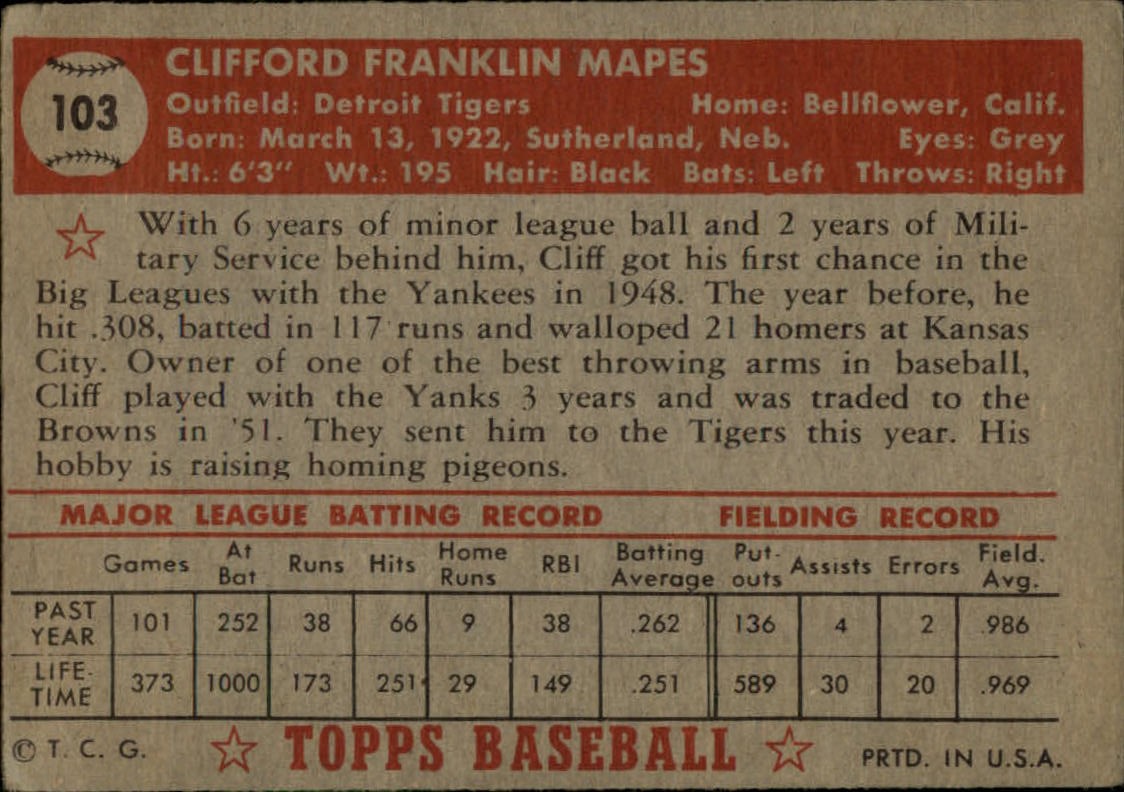 103
CLIFFORD FRANKLIN MAPES
Outfield: Detroit Tigers Home: Bellflower, Calif.
Born: March 13, 1922, Sutherland, Neb. Eyes: Grey
Ht.: 6'3" Wt.: 195 Hair: Black Bats: Left Throws: Right
With 6 years of minor league ball and 2 years of Mili-
tary Service behind him, Cliff got his first chance in the
Big Leagues with the Yankees in 1948. The year before, he
hit .308, batted in 117 runs and walloped 21 homers at Kansas
City. Owner of one of the best throwing arms in baseball,
Cliff played with the Yanks 3 years and was traded to the
Browns in '51. They sent him to the Tigers this year. His
hobby is raising homing pigeons.
MAJOR LEAGUE BATTING RECORD FIELDING RECORD
Games At Bat Runs Hits Home Runs RBI Batting Average Put-outs Assists Errors Field. Avg.
PAST YEAR 101 252 38 66 9 38 .262 136 4 2 .986
LIFE-TIME 373 1000 173 251 29 149 .251 589 30 20 .969
© T. C. G. TOPPS BASEBALL PRTD. IN U.S.A.